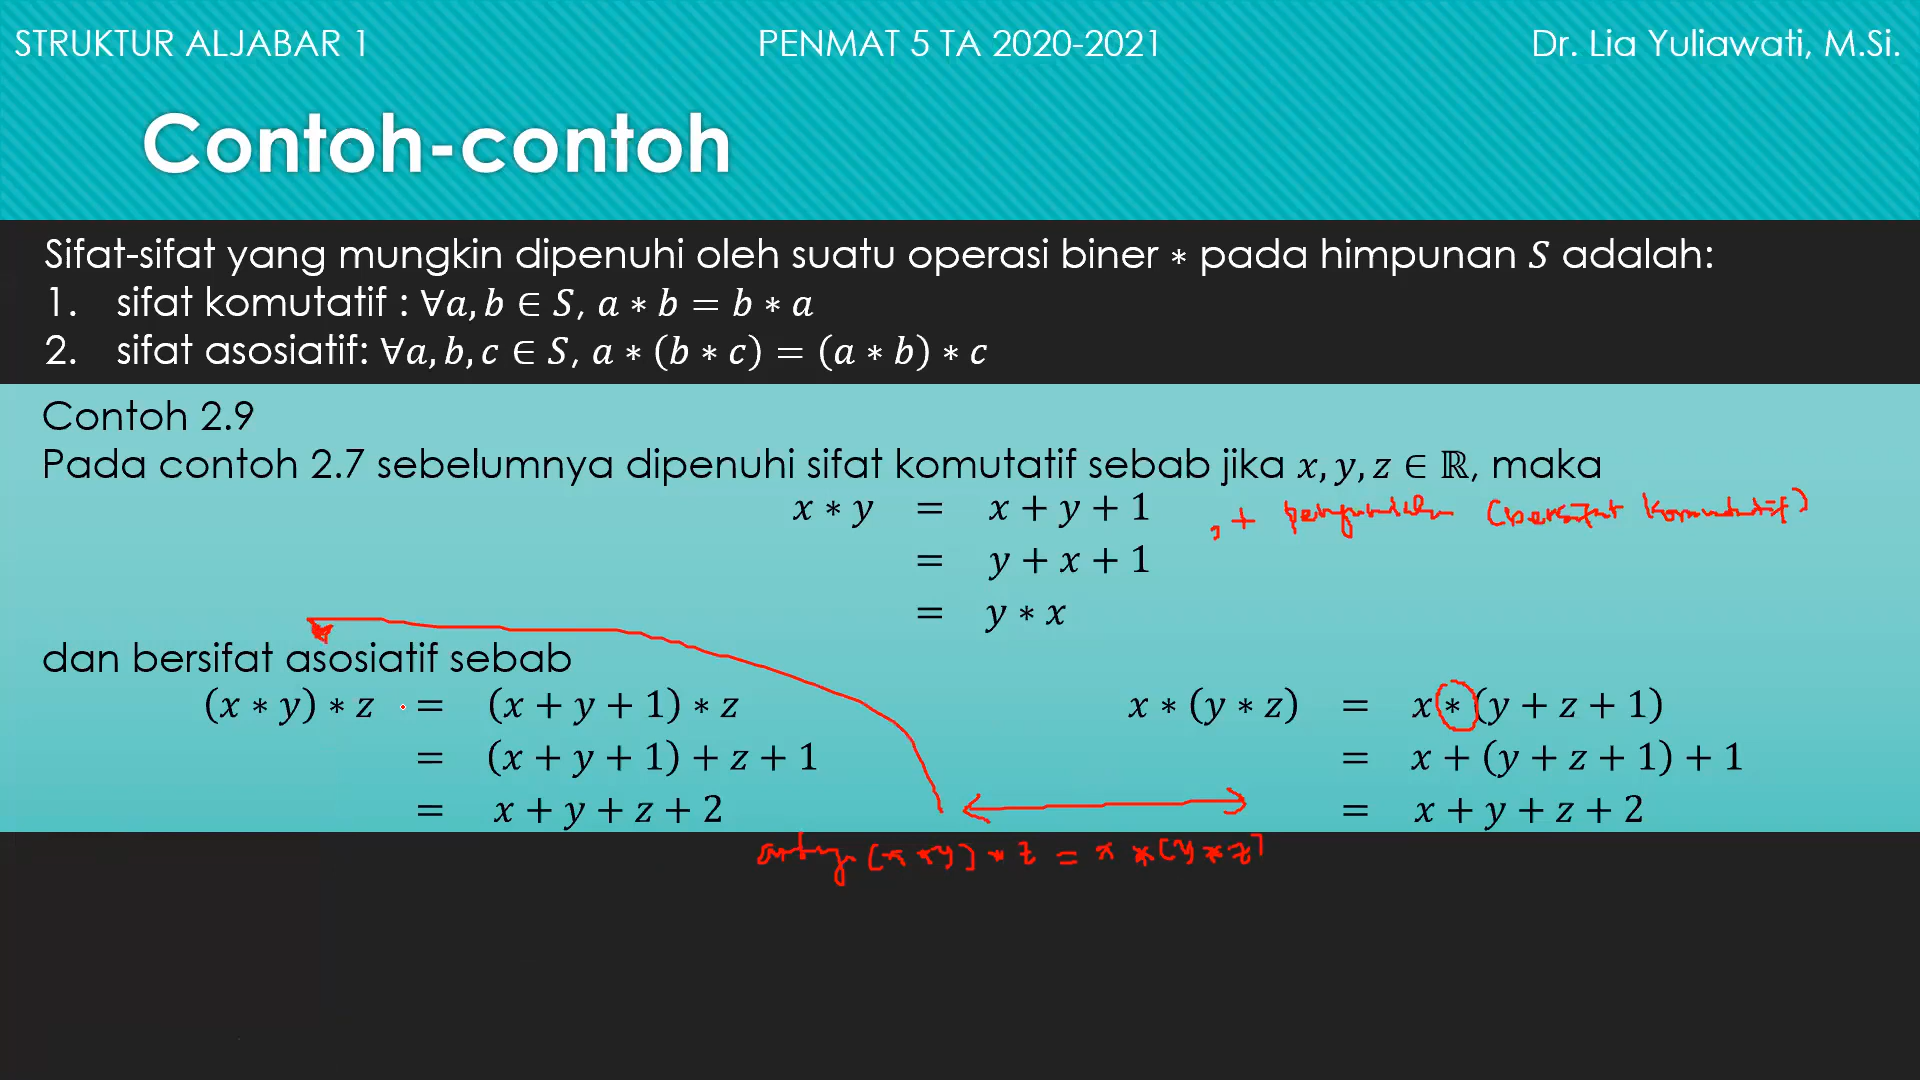 STRUKTUR ALJABAR 1 PENMAT 5 TA 2020-2021 Dr. Lia Yuliawati, M.Si.
Contoh-contoh
Sifat-sifat yang mungkin dipenuhi oleh suatu operasi biner ∗ pada himpunan S adalah:
1. sifat komutatif : ∀a, b ∈ S, a ∗ b = b ∗ a
2. sifat asosiatif: ∀a, b, c ∈ S, a ∗ (b ∗ c) = (a ∗ b) ∗ c
Contoh 2.9
Pada contoh 2.7 sebelumnya dipenuhi sifat komutatif sebab jika x, y, z ∈ ℝ, maka
x ∗ y = x + y + 1 , + (bersifat komutatif)
= y + x + 1
= y ∗ x
dan bersifat asosiatif sebab
(x ∗ y) ∗ z = (x + y + 1) ∗ z
= (x + y + 1) + z + 1
= x + y + z + 2
x ∗ (y ∗ z) = x ∗ (y + z + 1)
= x + (y + z + 1) + 1
= x + y + z + 2
(x ∗ y) ∗ z = x ∗ (y ∗ z)